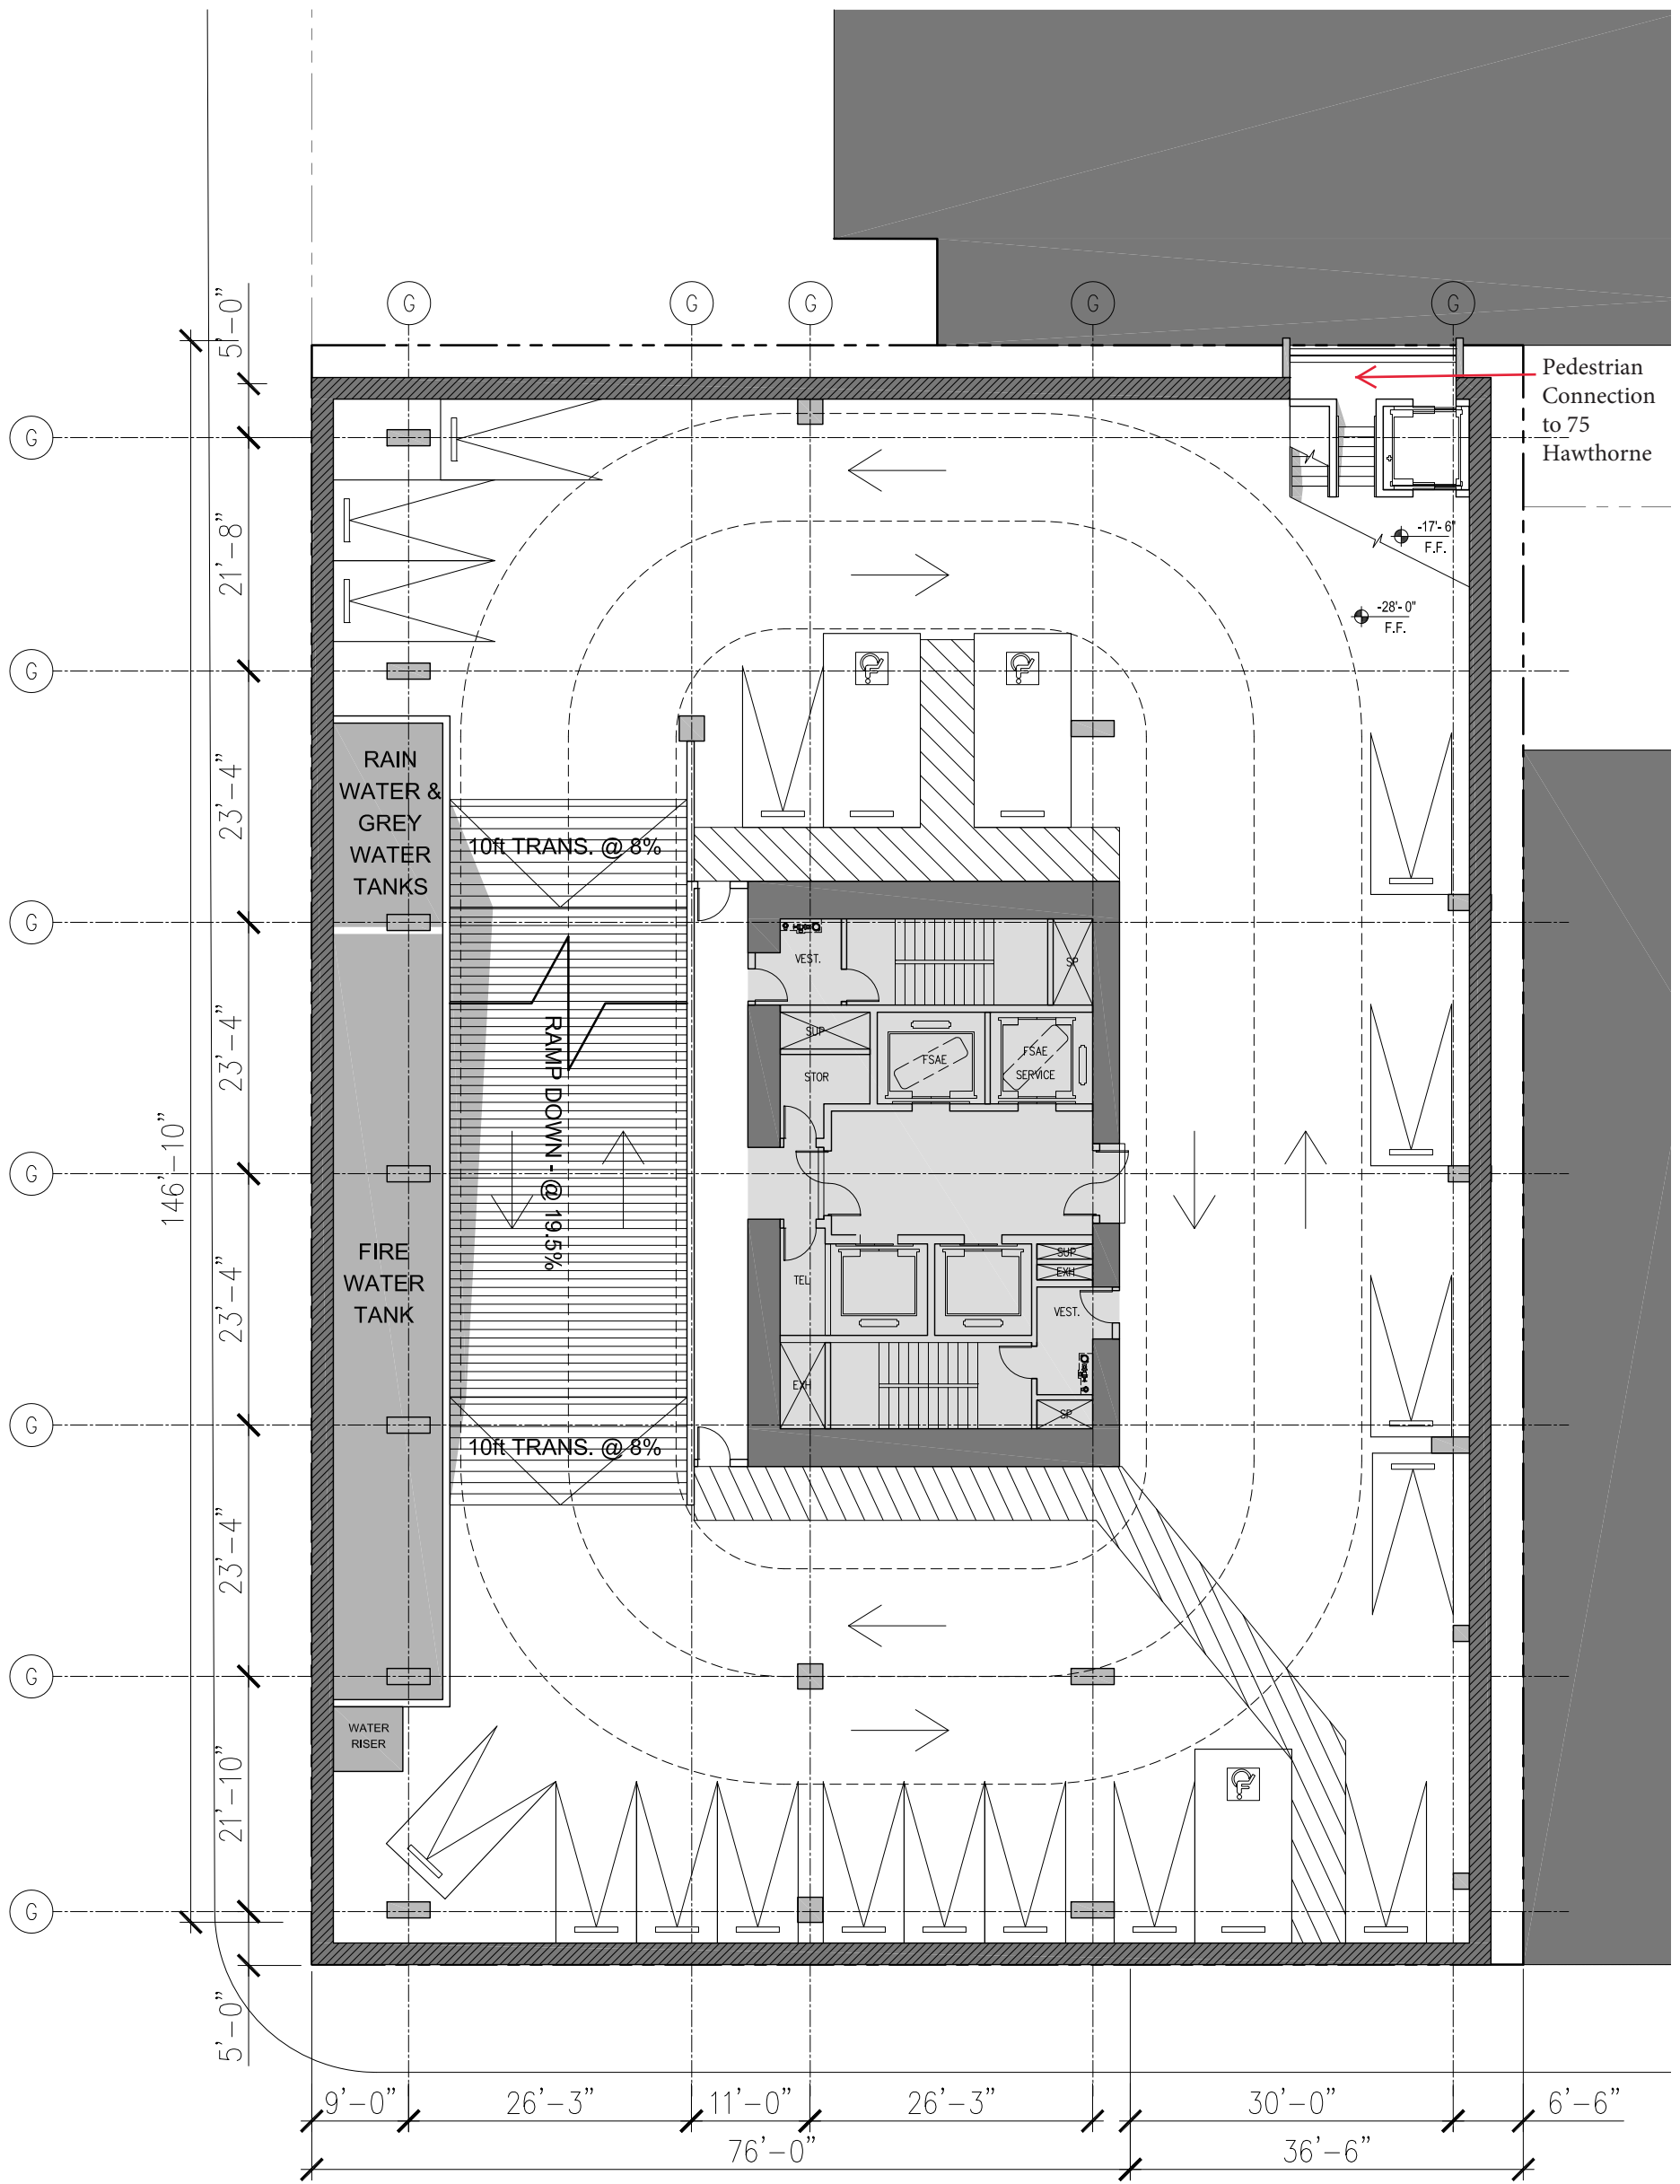 G G G G G
5'-0"
Pedestrian
Connection
to 75
Hawthorne
G
21'-8"
-17'-6"
F.F.
-28'-0"
F.F.
G
23'-4"
RAIN
WATER &
GREY
WATER
TANKS
10ft TRANS. @ 8%
G
VEST.
SP
23'-4"
SUP
FSAE
FSAE
SERVICE
STOR
RAMP DOWN - @ 19.5%
146'-10"
G
23'-4"
FIRE
WATER
TANK
SUP
EXH
TEL
VEST.
EXH
SP
G
10ft TRANS. @ 8%
23'-4"
G
WATER
RISER
21'-10"
G
5'-0"
9'-0" 26'-3" 11'-0" 26'-3" 30'-0" 6'-6"
76'-0" 36'-6"